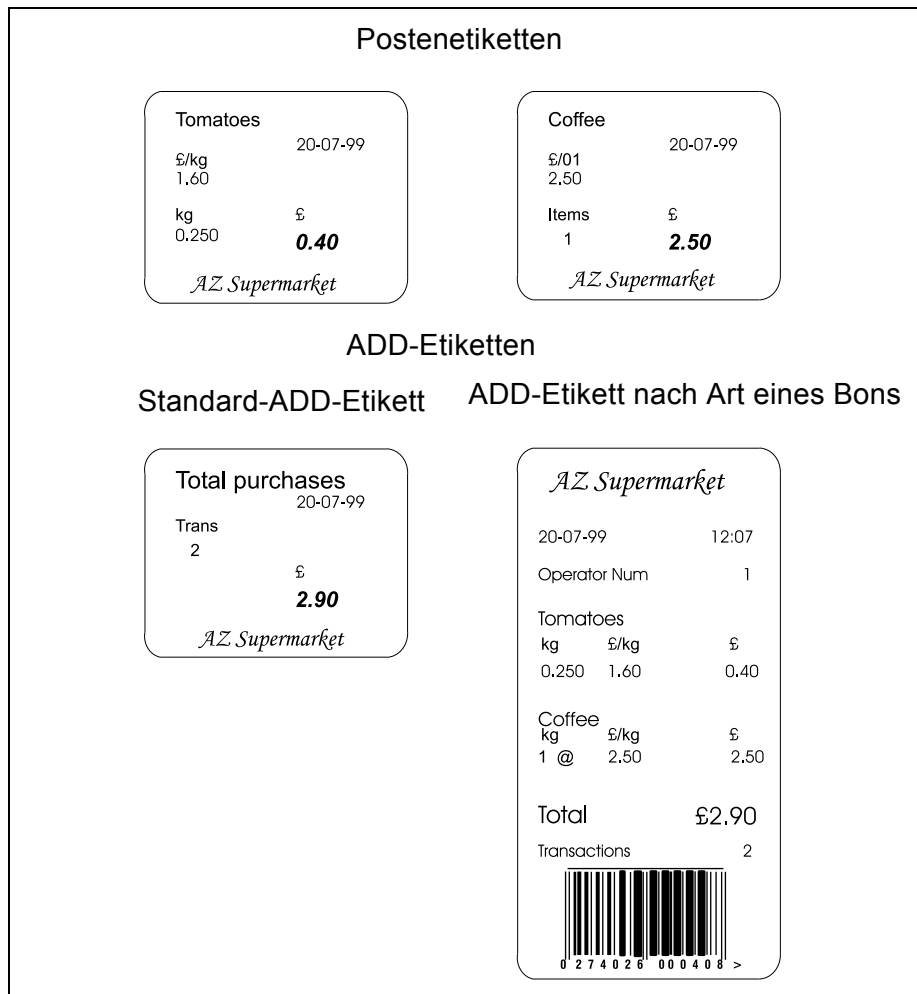 Postenetiketten
Tomatoes
20-07-99
£/kg
1.60
kg £
0.250 0.40
AZ Supermarket
Coffee
20-07-99
£/01
2.50
Items £
1 2.50
AZ Supermarket
ADD-Etiketten
Standard-ADD-Etikett
Total purchases
20-07-99
Trans
2
£
2.90
AZ Supermarket
ADD-Etikett nach Art eines Bons
AZ Supermarket
20-07-99 12:07
Operator Num 1
Tomatoes
kg £/kg £
0.250 1.60 0.40
Coffee
kg £/kg £
1 @ 2.50 2.50
Total £2.90
Transactions 2
0 274026 000408 >